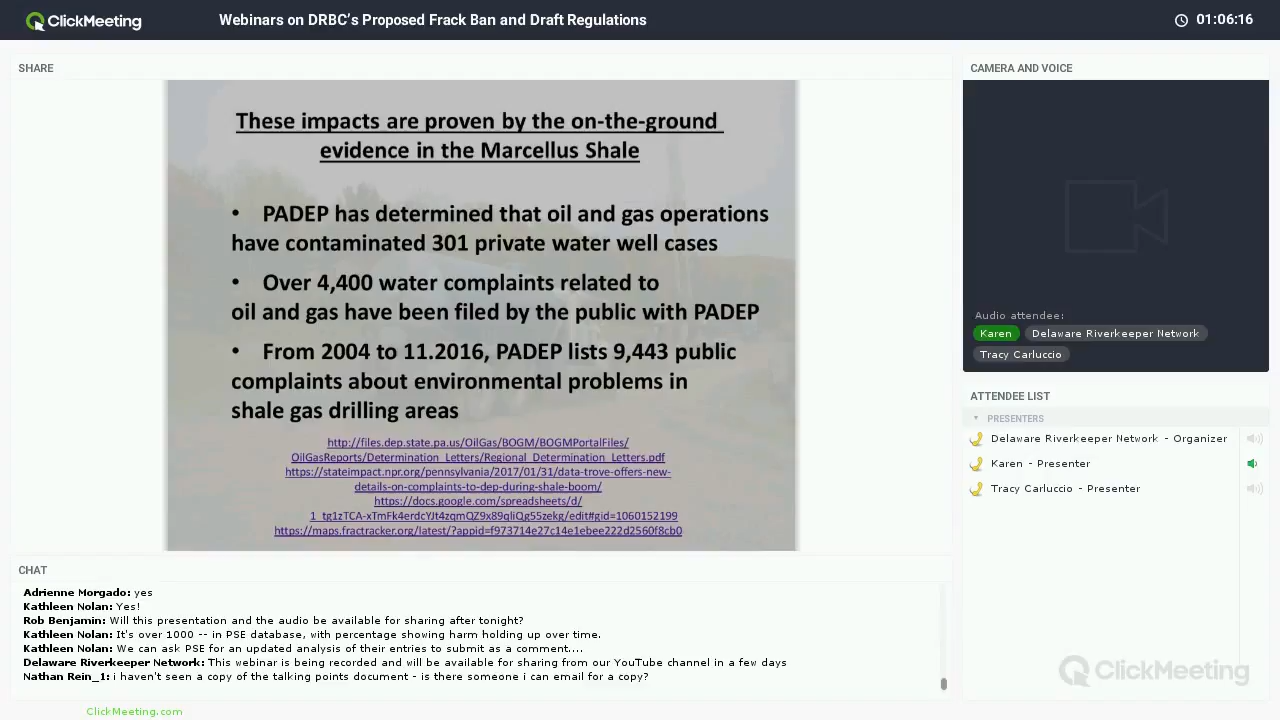 ClickMeeting
Webinars on DRBC's Proposed Frack Ban and Draft Regulations
01:06:16
SHARE
These impacts are proven by the on-the-ground
evidence in the Marcellus Shale
• PADEP has determined that oil and gas operations
have contaminated 301 private water well cases
• Over 4,400 water complaints related to
oil and gas have been filed by the public with PADEP
• From 2004 to 11.2016, PADEP lists 9,443 public
complaints about environmental problems in
shale gas drilling areas
http://files.dep.state.pa.us/OilGas/BOGM/BOGMPortalFiles/
OilGasReports/Determination_Letters/Regional_Determination_Letters.pdf
https://stateimpact.npr.org/pennsylvania/2017/01/31/data-trove-offers-new-
details-on-complaints-to-dep-during-shale-boom/
https://docs.google.com/spreadsheets/d/
1_tg1zTCA-xTmFk4erdcYJt4zqmQZ9x89qliQg55zekg/edit#gid=1060152199
https://maps.fractracker.org/latest/?appid=f973714e27c14e1ebee222d2560f8cb0
CHAT
Adrienne Morgado: yes
Kathleen Nolan: Yes!
Rob Benjamin: Will this presentation and the audio be available for sharing after tonight?
Kathleen Nolan: It's over 1000 -- in PSE database, with percentage showing harm holding up over time.
Kathleen Nolan: We can ask PSE for an updated analysis of their entries to submit as a comment....
Delaware Riverkeeper Network: This webinar is being recorded and will be available for sharing from our YouTube channel in a few days
Nathan Rein_1: i haven't seen a copy of the talking points document - is there someone i can email for a copy?
ClickMeeting.com
CAMERA AND VOICE
Audio attendee:
Karen Delaware Riverkeeper Network
Tracy Carluccio
ATTENDEE LIST
PRESENTERS
Delaware Riverkeeper Network - Organizer
Karen - Presenter
Tracy Carluccio - Presenter
ClickMeeting